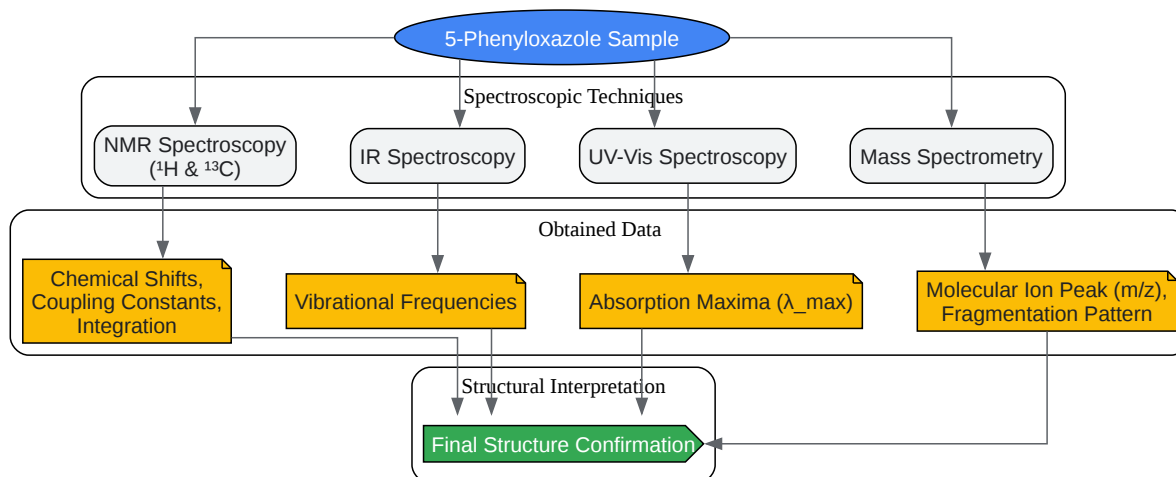 5-Phenyloxazole Sample
Spectroscopic Techniques
NMR Spectroscopy
(¹H & ¹³C)
IR Spectroscopy
UV-Vis Spectroscopy
Mass Spectrometry
Obtained Data
Chemical Shifts,
Coupling Constants,
Integration
Vibrational Frequencies
Absorption Maxima (λ_max)
Molecular Ion Peak (m/z),
Fragmentation Pattern
Structural Interpretation
Final Structure Confirmation